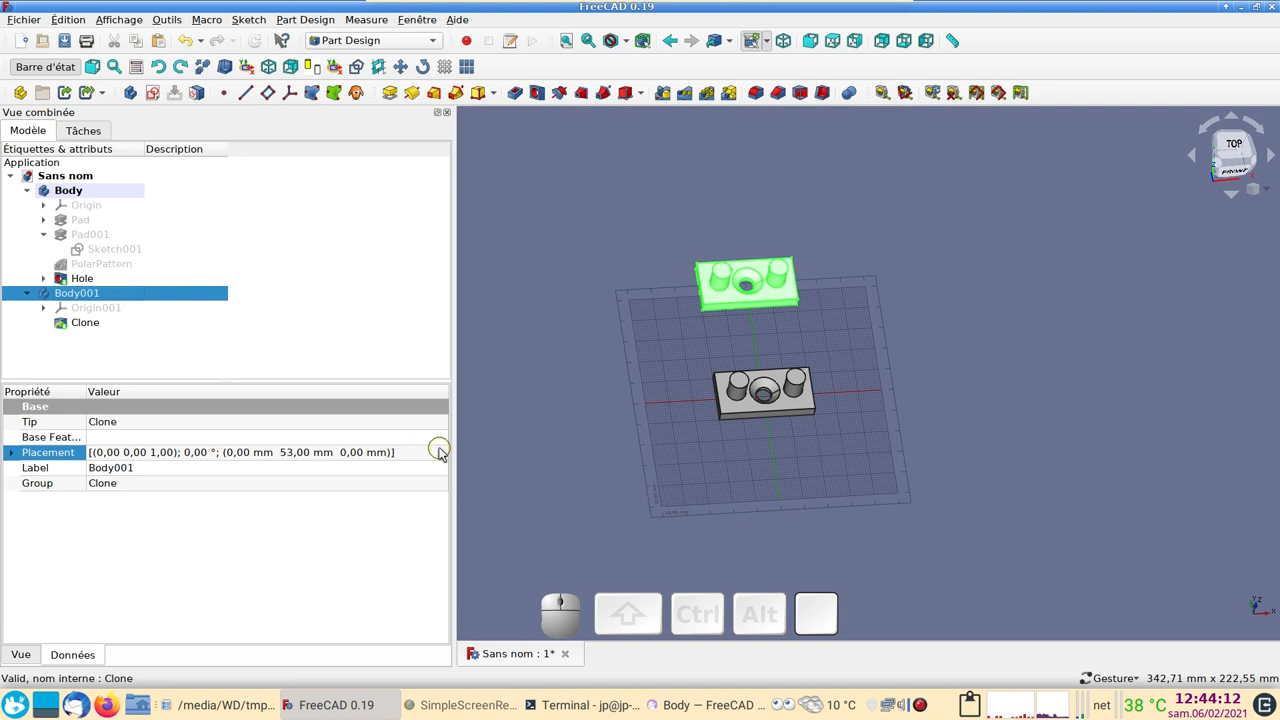 FreeCAD 0.19
Fichier Édition Affichage Outils Macro Sketch Part Design Mesure Fenêtre Aide
Part Design
Barre d'état
Vue combinée
Modèle Tâches
Étiquettes & attributs Description
Application
Sans nom
Body
Origin
Pad
Pad001
Sketch001
PolarPattern
Hole
Body001
Origin001
Clone
TOP
FRONT
Propriété Valeur
Base
Tip Clone
Base Feat...
Placement [(0,00 0,00 1,00); 0,00 °; (0,00 mm 53,00 mm 0,00 mm)]
Label Body001
Group Clone
Ctrl Alt
Vue Données
Sans nom : 1*
Valid, nom interne : Clone
Gesture 342,71 mm x 222,55 mm
/media/WD/tmp... FreeCAD 0.19 SimpleScreenRe... Terminal - jp@jp-... Body — FreeCAD ... 10 °C net 38 °C 12:44:12
sam.06/02/2021